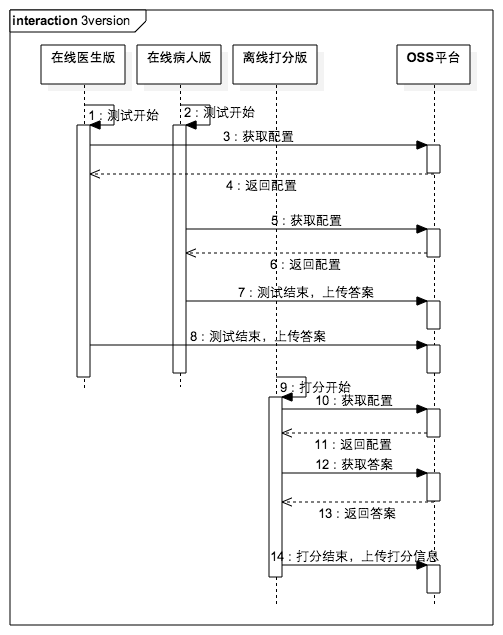 interaction 3version
在线医生版
在线病人版
离线打分版
OSS平台
1：测试开始
2：测试开始
3：获取配置
4：返回配置
5：获取配置
6：返回配置
7：测试结束，上传答案
8：测试结束，上传答案
9：打分开始
10：获取配置
11：返回配置
12：获取答案
13：返回答案
14：打分结束，上传打分信息